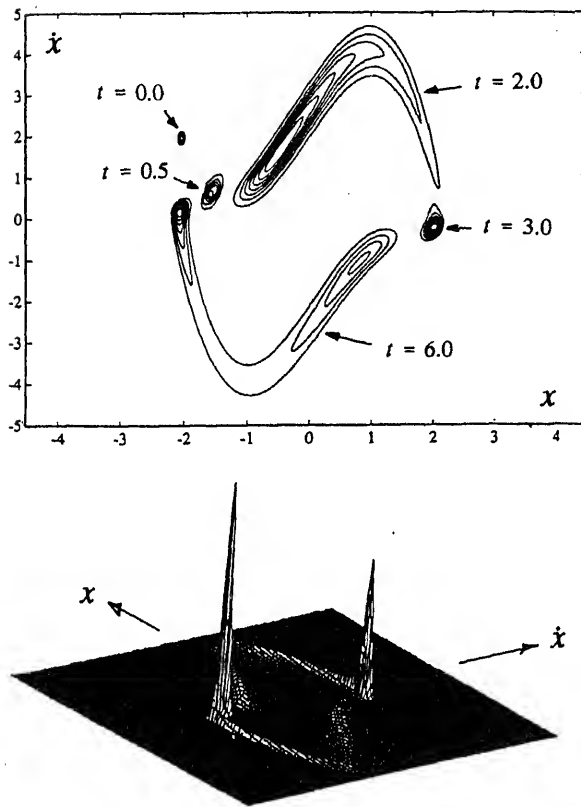 5
ẋ
4
t = 0.0
3
t = 2.0
2
t = 0.5
1
0
t = 3.0
-1
-2
t = 6.0
-3
-4
x
-5
-4 -3 -2 -1 0 1 2 3 4
x
ẋ